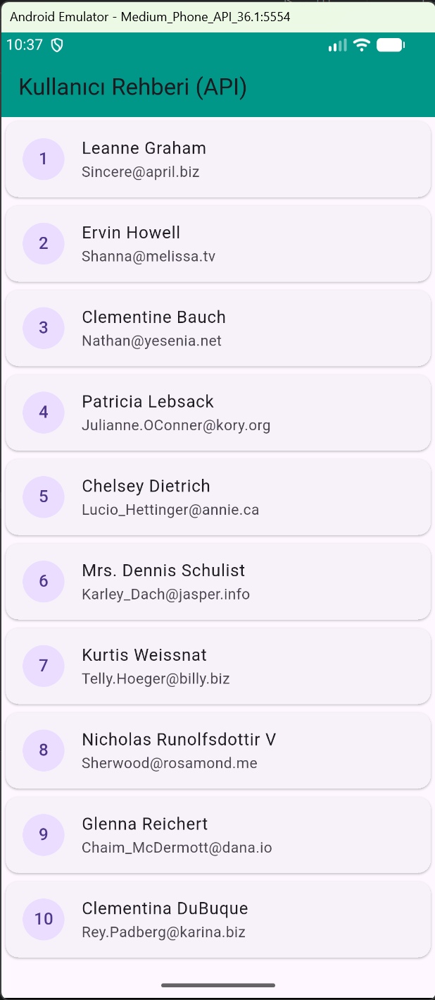 Android Emulator - Medium_Phone_API_36.1:5554
10:37
Kullanıcı Rehberi (API)
1
Leanne Graham
Sincere@april.biz
2
Ervin Howell
Shanna@melissa.tv
3
Clementine Bauch
Nathan@yesenia.net
4
Patricia Lebsack
Julianne.OConner@kory.org
5
Chelsey Dietrich
Lucio_Hettinger@annie.ca
6
Mrs. Dennis Schulist
Karley_Dach@jasper.info
7
Kurtis Weissnat
Telly.Hoeger@billy.biz
8
Nicholas Runolfsdottir V
Sherwood@rosamond.me
9
Glenna Reichert
Chaim_McDermott@dana.io
10
Clementina DuBuque
Rey.Padberg@karina.biz